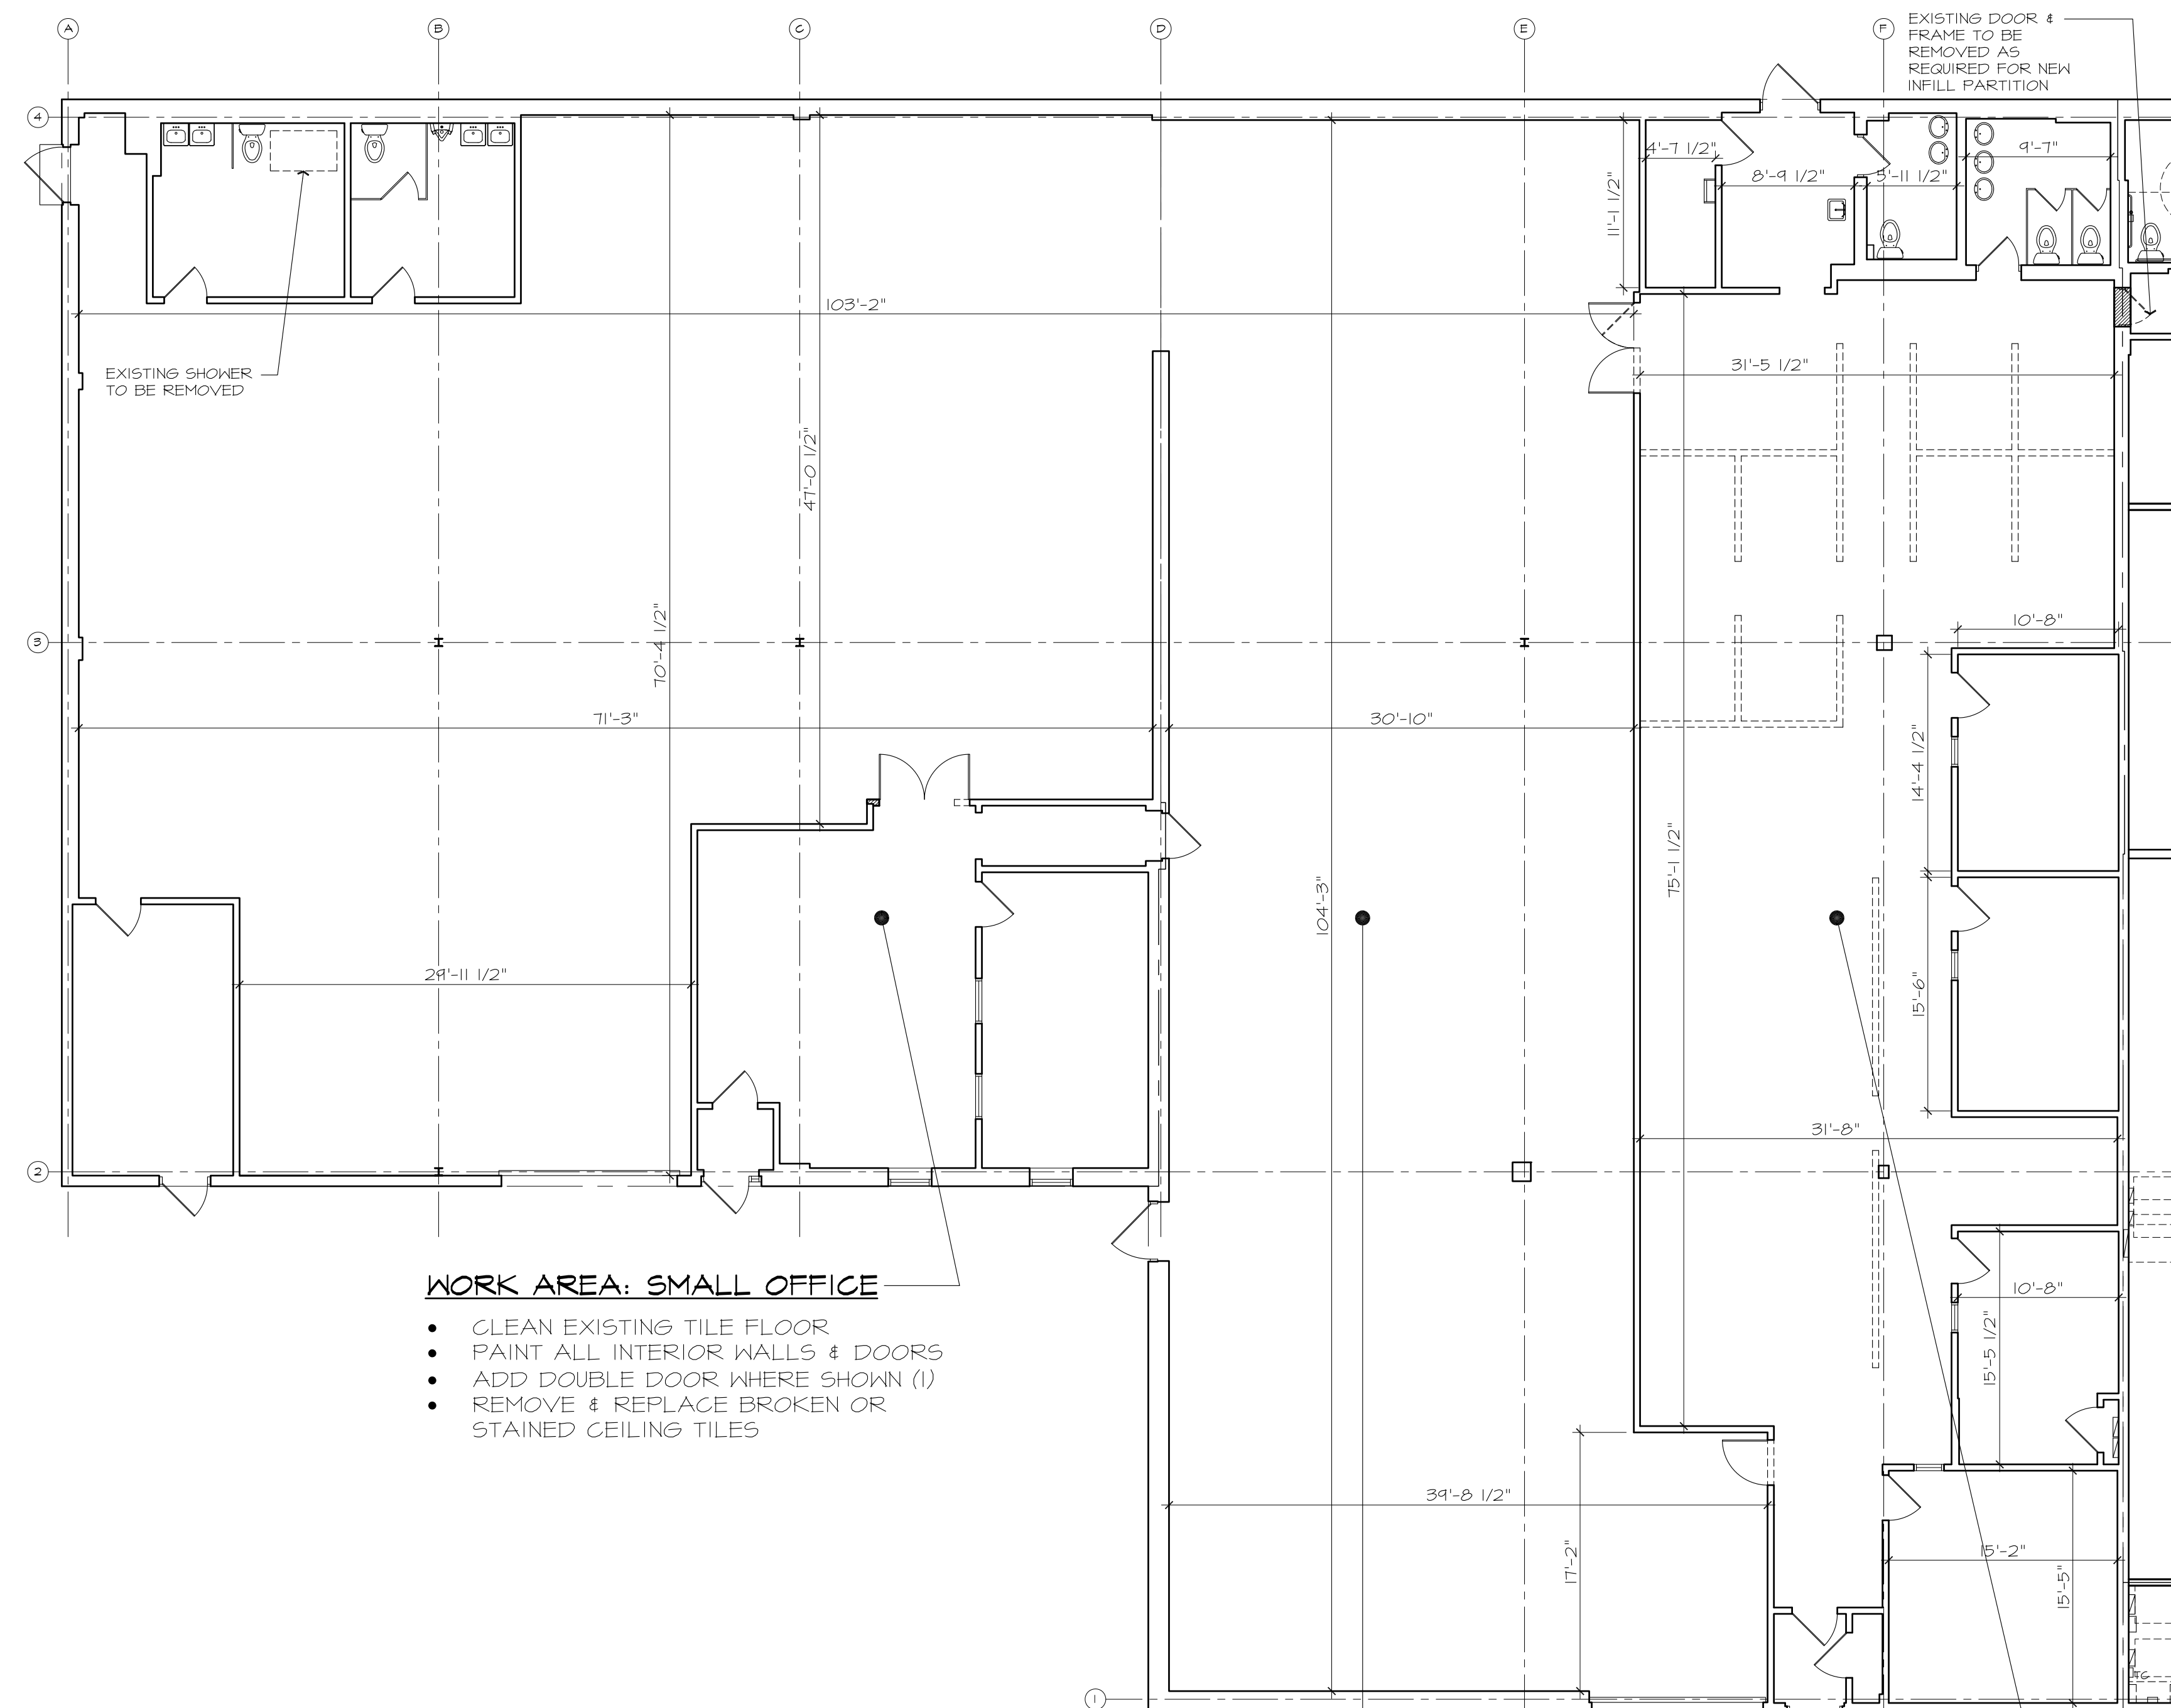 A
B
C
D
E
F
EXISTING DOOR &
FRAME TO BE
REMOVED AS
REQUIRED FOR NEW
INFILL PARTITION
4
4'-7 1/2"
9'-7"
8'-9 1/2"
5'-11 1/2"
11'-1 1/2"
103'-2"
EXISTING SHOWER
TO BE REMOVED
31'-5 1/2"
47'-0 1/2"
3
70'-4 1/2"
10'-8"
71'-3"
30'-10"
14'-4 1/2"
75'-1 1/2"
104'-3"
29'-11 1/2"
15'-6"
31'-8"
2
WORK AREA: SMALL OFFICE
• CLEAN EXISTING TILE FLOOR
• PAINT ALL INTERIOR WALLS & DOORS
• ADD DOUBLE DOOR WHERE SHOWN (1)
• REMOVE & REPLACE BROKEN OR
STAINED CEILING TILES
10'-8"
15'-5 1/2"
39'-8 1/2"
17'-2"
15'-2"
15'-5"
TC
1